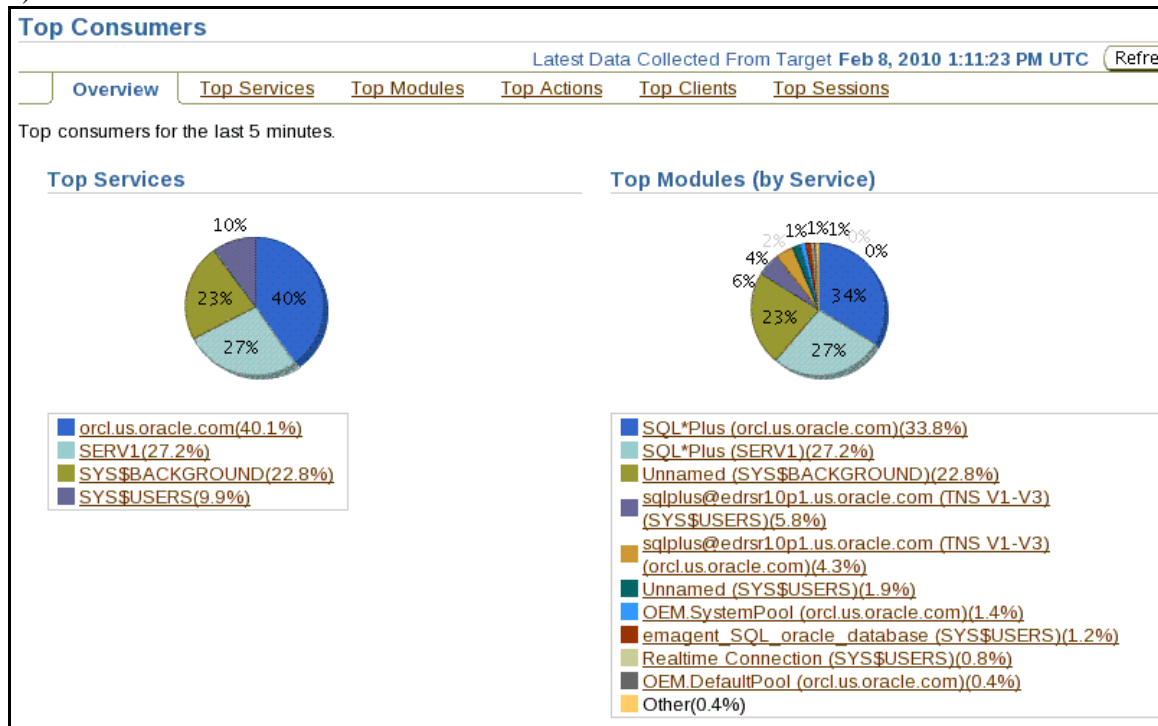 Top Consumers
Latest Data Collected From Target Feb 8, 2010 1:11:23 PM UTC Refre
Overview Top Services Top Modules Top Actions Top Clients Top Sessions
Top consumers for the last 5 minutes.
Top Services
10%
23% 40%
27%
orcl.us.oracle.com(40.1%)
SERV1(27.2%)
SYS$BACKGROUND(22.8%)
SYS$USERS(9.9%)
Top Modules (by Service)
2% 1%1%1% 0%
4% 0%
6%
34%
23%
27%
SQL*Plus (orcl.us.oracle.com)(33.8%)
SQL*Plus (SERV1)(27.2%)
Unnamed (SYS$BACKGROUND)(22.8%)
sqlplus@edrsr10p1.us.oracle.com (TNS V1-V3)
(SYS$USERS)(5.8%)
sqlplus@edrsr10p1.us.oracle.com (TNS V1-V3)
(orcl.us.oracle.com)(4.3%)
Unnamed (SYS$USERS)(1.9%)
OEM.SystemPool (orcl.us.oracle.com)(1.4%)
emagent_SQL_oracle_database (SYS$USERS)(1.2%)
Realtime Connection (SYS$USERS)(0.8%)
OEM.DefaultPool (orcl.us.oracle.com)(0.4%)
Other(0.4%)